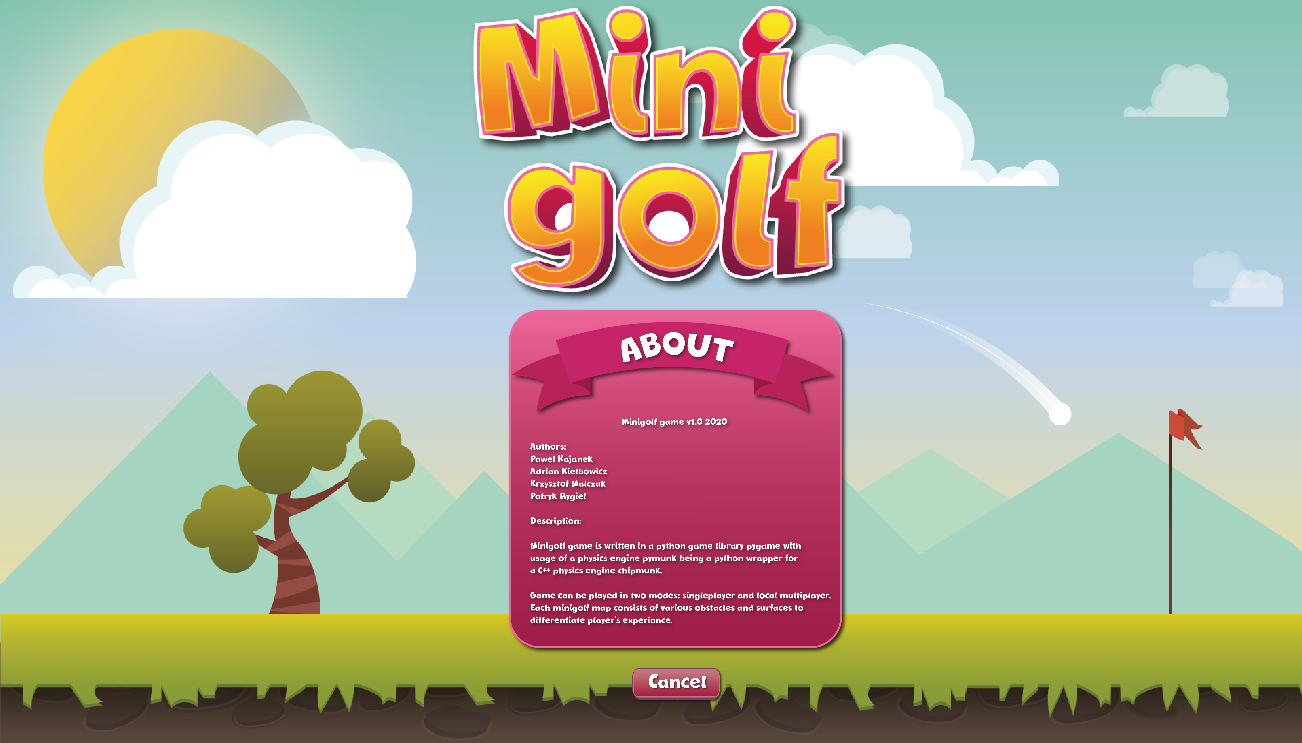 Mini
golf
ABOUT
Minigolf game v1.0 2020
Authors:
Paweł Kajanek
Adrian Kiełbowicz
Krzysztof Malczak
Patryk Rygieł
Description:
Minigolf game is written in a python game library pygame with
usage of a physics engine pymunk being a python wrapper for
a C++ physics engine chipmunk.
Game can be played in two modes: singleplayer and local multiplayer.
Each minigolf map consists of various obstacles and surfaces to
differentiate player's experiance.
Cancel